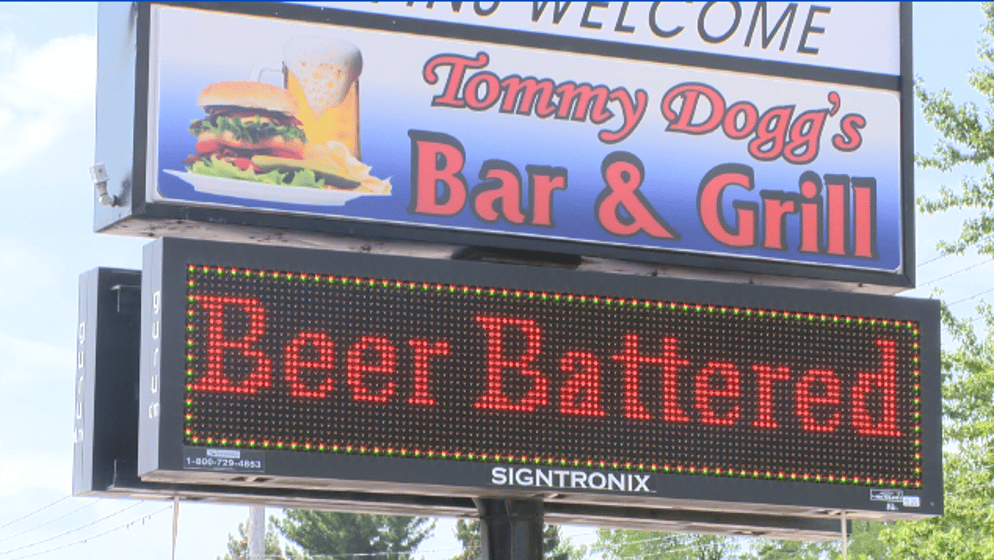 WELCOME
Tommy Dogg's
Bar & Grill
Beer Battered
1-800-729-4853
SIGNTRONIX